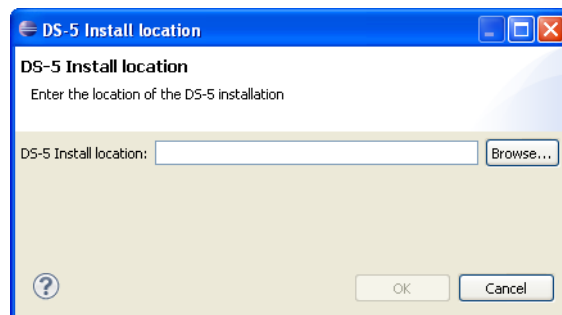 DS-5 Install location
DS-5 Install location
Enter the location of the DS-5 installation
DS-5 Install location: Browse...
? OK Cancel